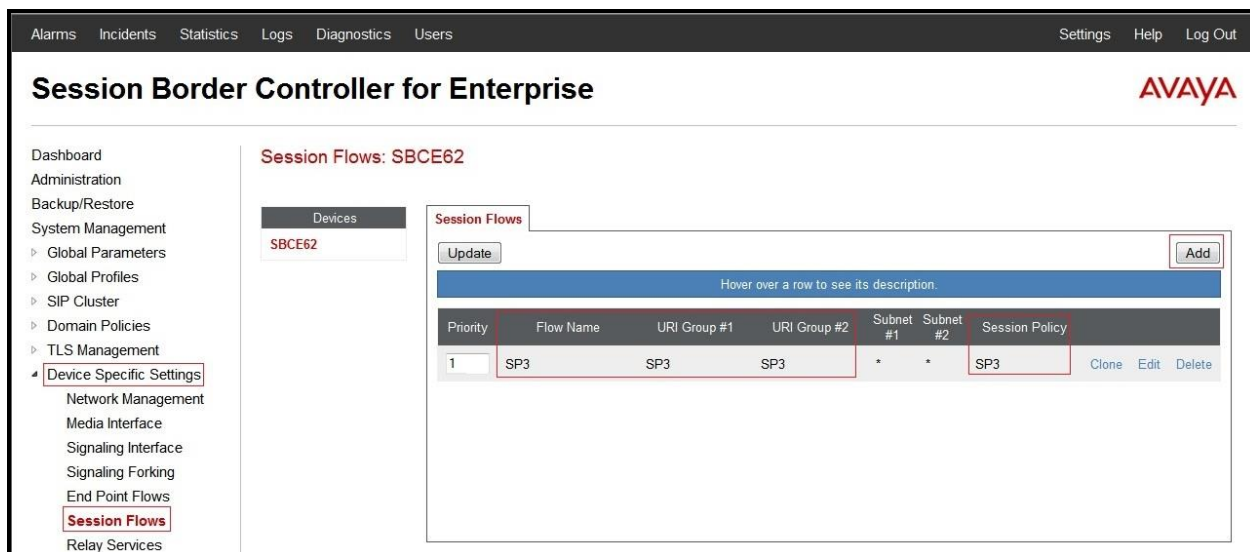 Alarms Incidents Statistics Logs Diagnostics Users Settings Help Log Out
Session Border Controller for Enterprise
AVAYA
Dashboard
Administration
Backup/Restore
System Management
Global Parameters
Global Profiles
SIP Cluster
Domain Policies
TLS Management
Device Specific Settings
Network Management
Media Interface
Signaling Interface
Signaling Forking
End Point Flows
Session Flows
Relay Services
Session Flows: SBCE62
Devices
SBCE62
Session Flows
Update Add
Hover over a row to see its description.
Priority Flow Name URI Group #1 URI Group #2 Subnet #1 Subnet #2 Session Policy
1 SP3 SP3 SP3 * * SP3 Clone Edit Delete